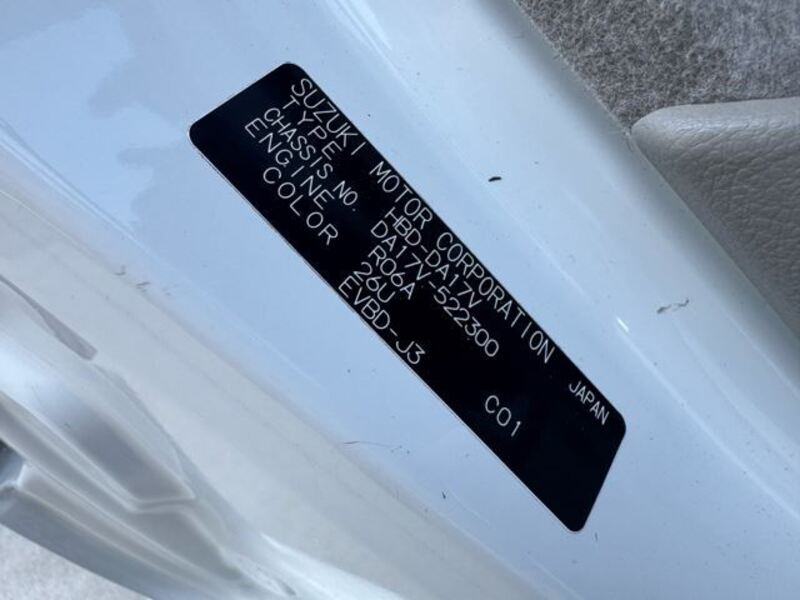 SUZUKI MOTOR CORPORATION JAPAN
TYPE HBD-DA17V
CHASSIS NO. DA17V-522300
ENGINE R06A
COLOR 26U
EVBD-J3 C01